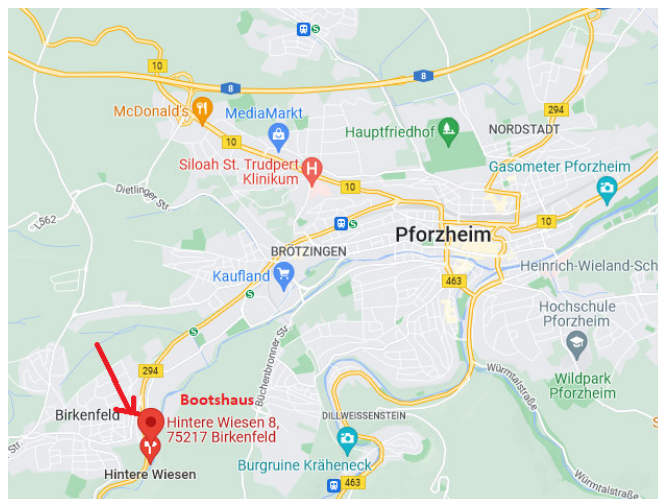 8
10
McDonald's
MediaMarkt
8
294
Hauptfriedhof
NORDSTADT
10
Siloah St. Trudpert
Klinikum
Gasometer Pforzheim
Dietlinger Str.
10
L562
10
BRÖTZINGEN
Pforzheim
Kaufland
463
Heinrich-Wieland-Sch
Hochschule
Pforzheim
Büchenbronner Str
294
Würmtalstraße
Wildpark
Pforzheim
Bootshaus
Birkenfeld
Hintere Wiesen 8,
75217 Birkenfeld
DILLWEISSENSTEIN
Würmtalstraße
Hintere Wiesen
Burgruine Kräheneck
463